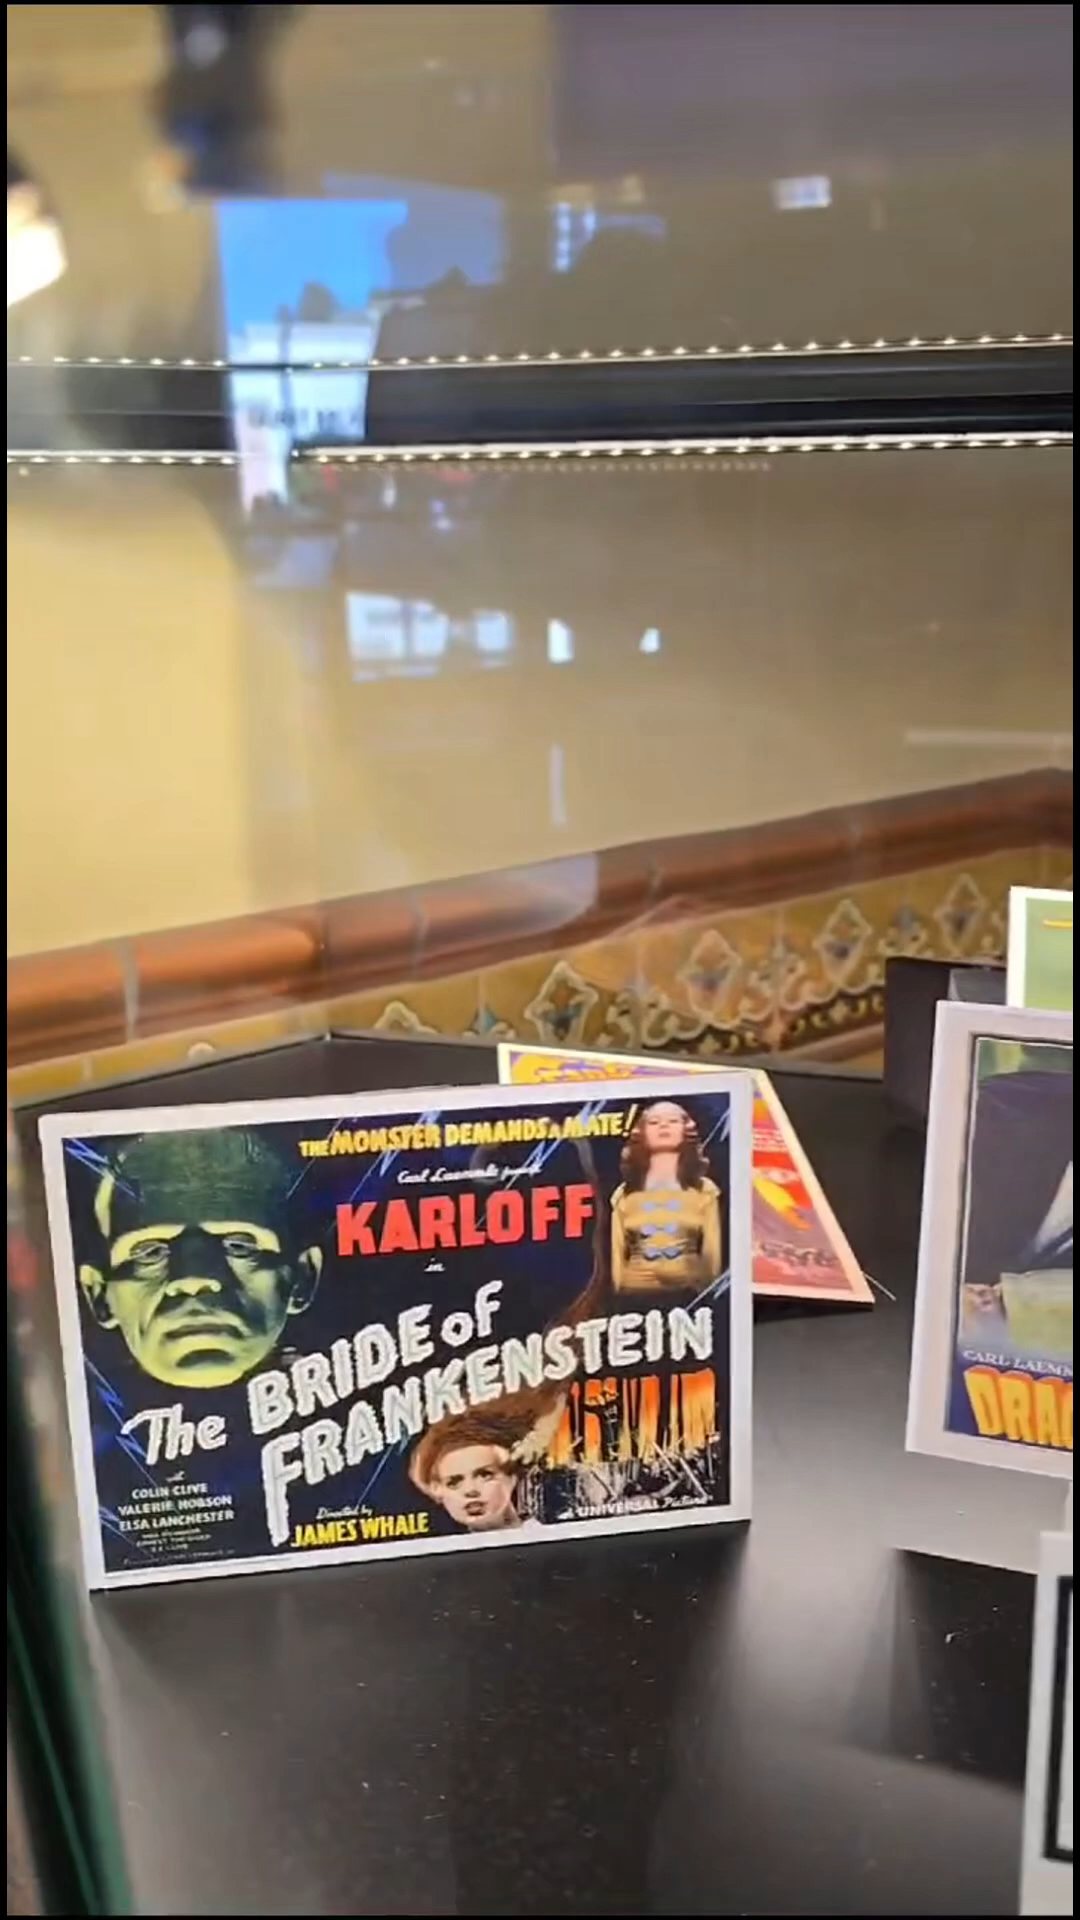 THE MONSTER DEMANDS A MATE!
Carl Laemmle presents
KARLOFF
in
The BRIDE of
FRANKENSTEIN
with
COLIN CLIVE
VALERIE HOBSON
ELSA LANCHESTER
Directed by
JAMES WHALE
A UNIVERSAL Picture
CARL LAEMM
DRA